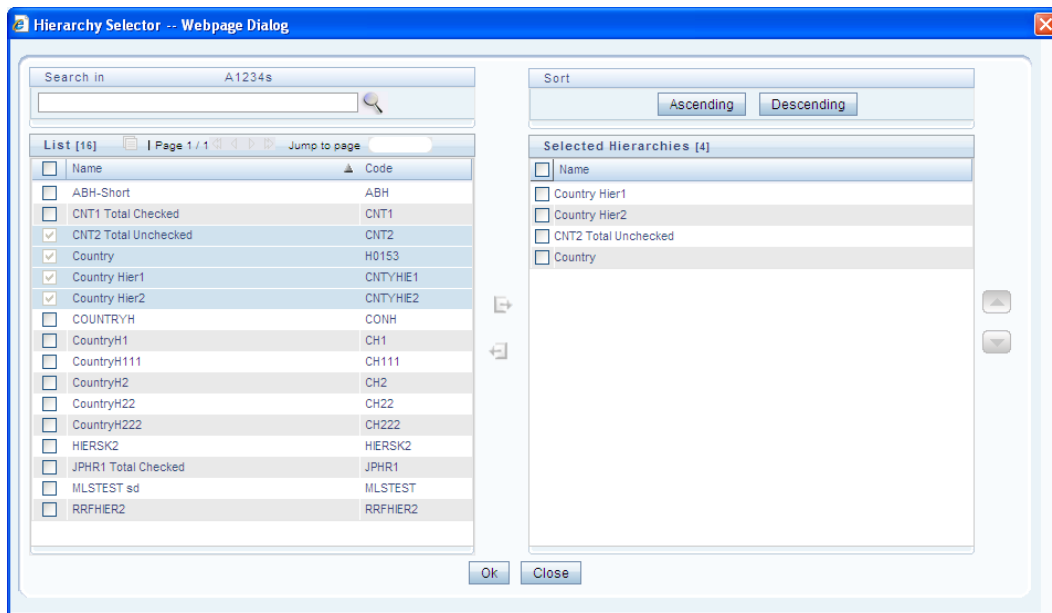 Hierarchy Selector -- Webpage Dialog
Search in A1234s
Sort
Ascending Descending
List [16] | Page 1 / 1 Jump to page
Name Code
ABH-Short ABH
CNT1 Total Checked CNT1
CNT2 Total Unchecked CNT2
Country H0153
Country Hier1 CNTYHIE1
Country Hier2 CNTYHIE2
COUNTRYH CONH
CountryH1 CH1
CountryH111 CH111
CountryH2 CH2
CountryH22 CH22
CountryH222 CH222
HIERSK2 HIERSK2
JPHR1 Total Checked JPHR1
MLSTEST sd MLSTEST
RRFHIER2 RRFHIER2
Selected Hierarchies [4]
Name
Country Hier1
Country Hier2
CNT2 Total Unchecked
Country
Ok Close